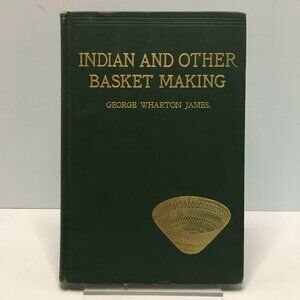 INDIAN AND OTHER
BASKET MAKING
GEORGE WHARTON JAMES.